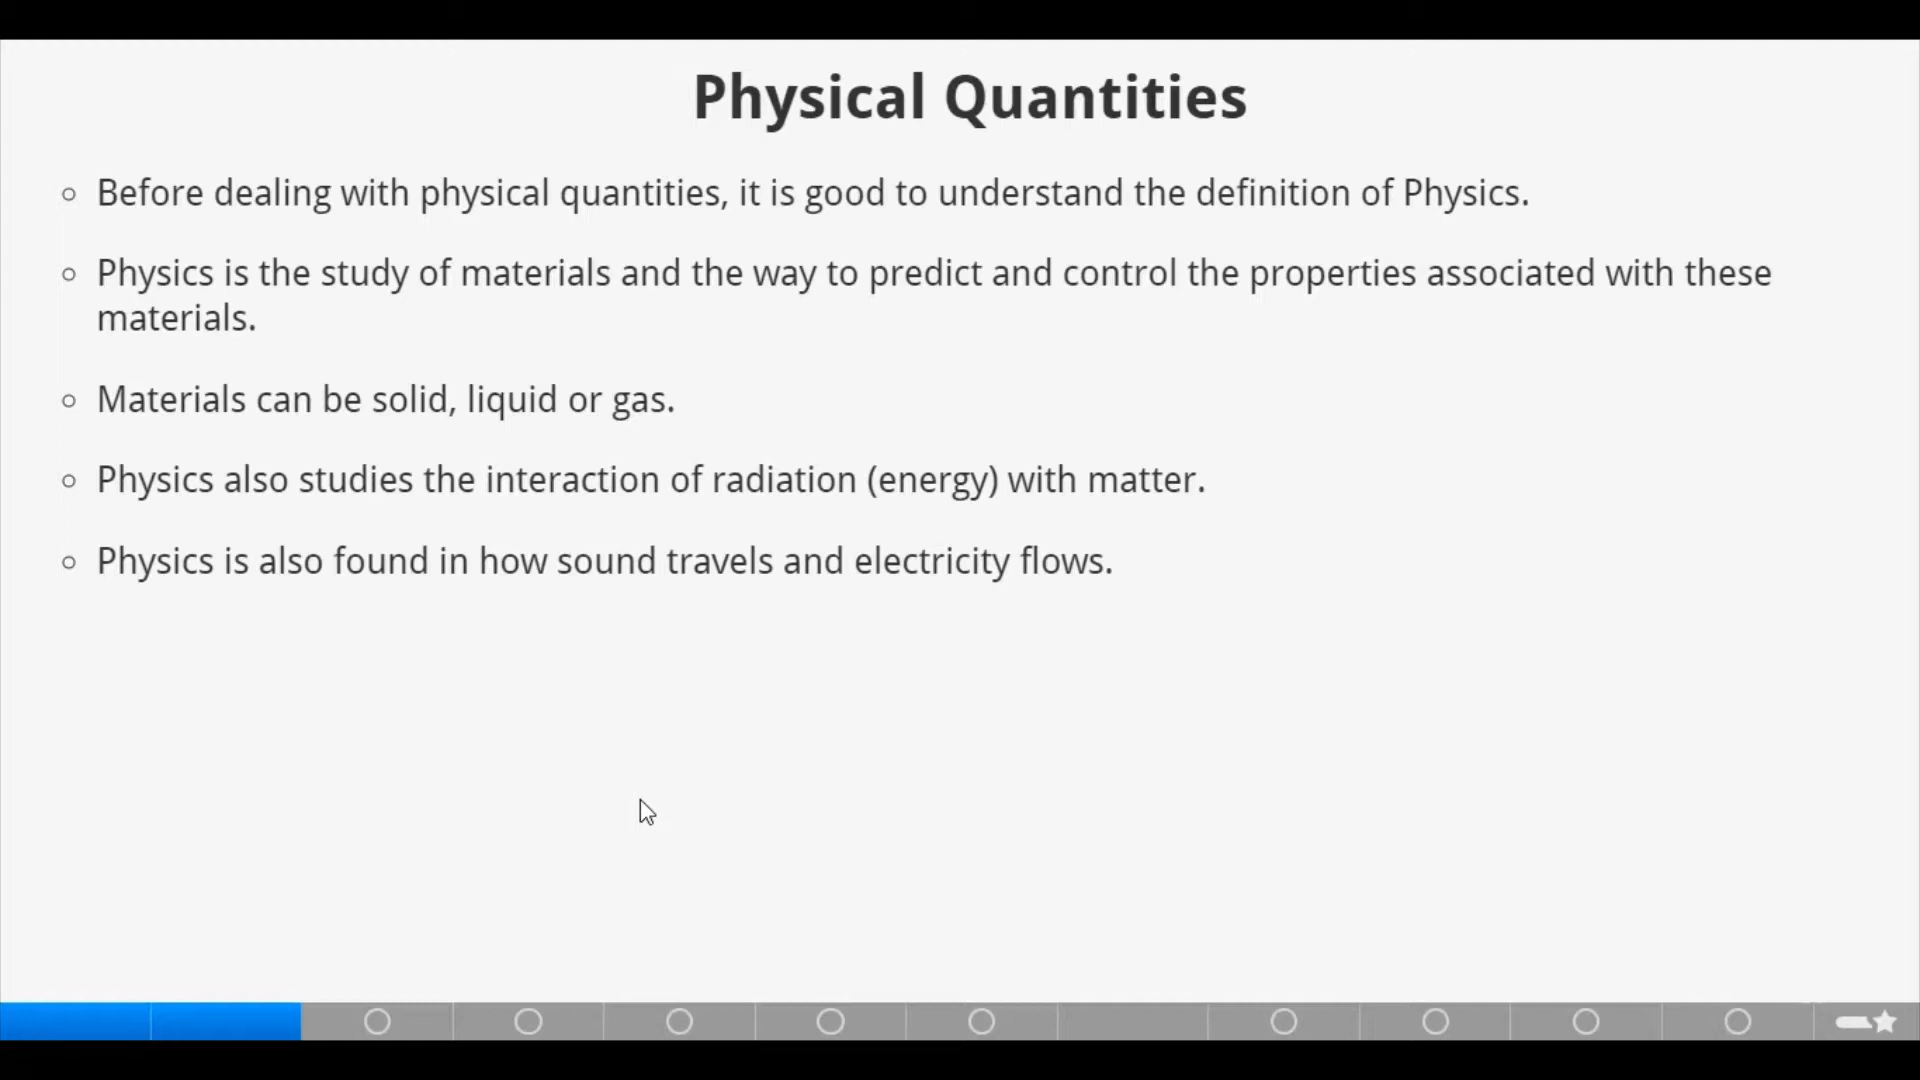 Physical Quantities
Before dealing with physical quantities, it is good to understand the definition of Physics.
Physics is the study of materials and the way to predict and control the properties associated with these
materials.
Materials can be solid, liquid or gas.
Physics also studies the interaction of radiation (energy) with matter.
Physics is also found in how sound travels and electricity flows.